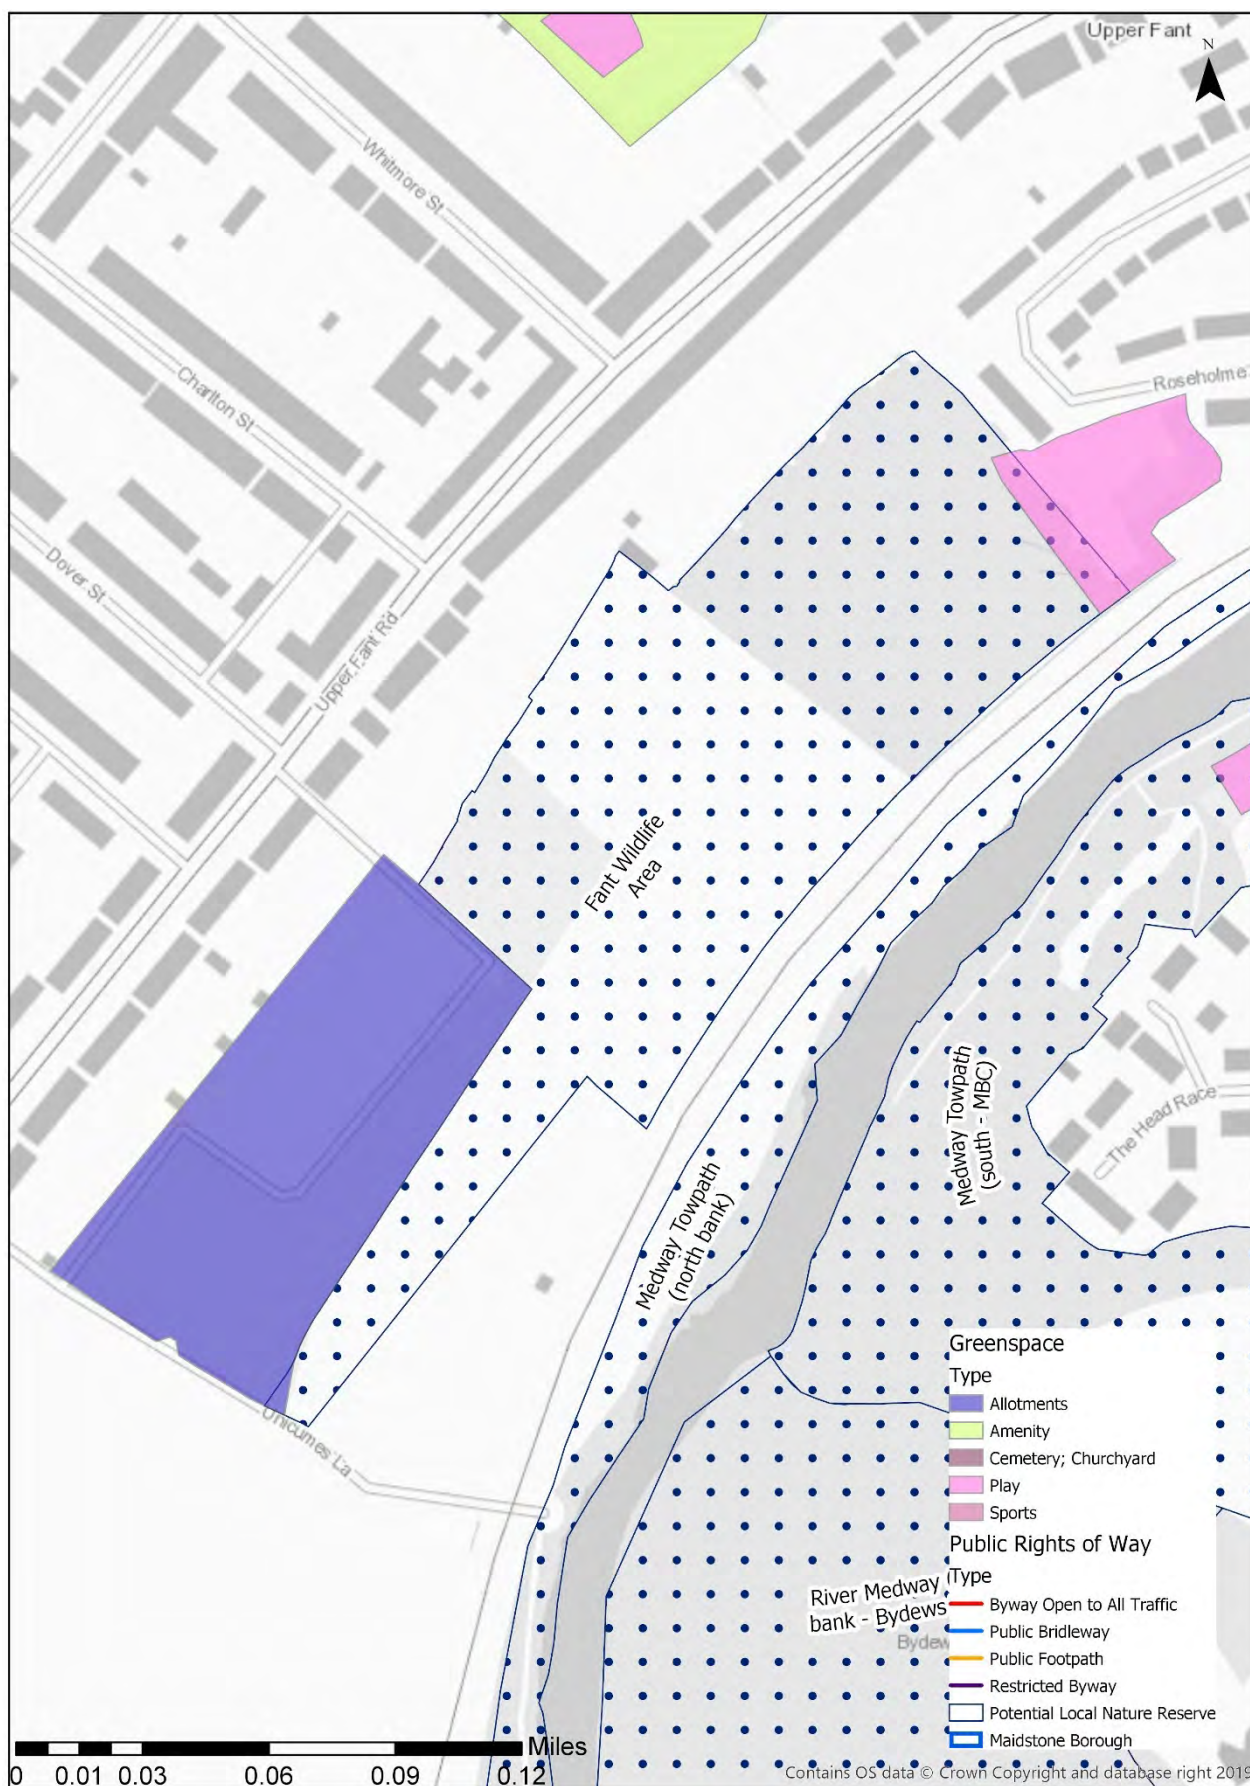 Upper Fant
N
Whitmore St
Roseholme
Charlton St
Dover St
Upper Fant Rd
Fant Wildlife
Area
Medway Towpath
(south - MBC)
The Head Race
Medway Towpath
(north bank)
Unicumes La
River Medway
bank - Bydews
Bydew
Greenspace
Type
Allotments
Amenity
Cemetery; Churchyard
Play
Sports
Public Rights of Way
Type
Byway Open to All Traffic
Public Bridleway
Public Footpath
Restricted Byway
Potential Local Nature Reserve
Maidstone Borough
Miles
0 0.01 0.03 0.06 0.09 0.12
Contains OS data © Crown Copyright and database right 2019